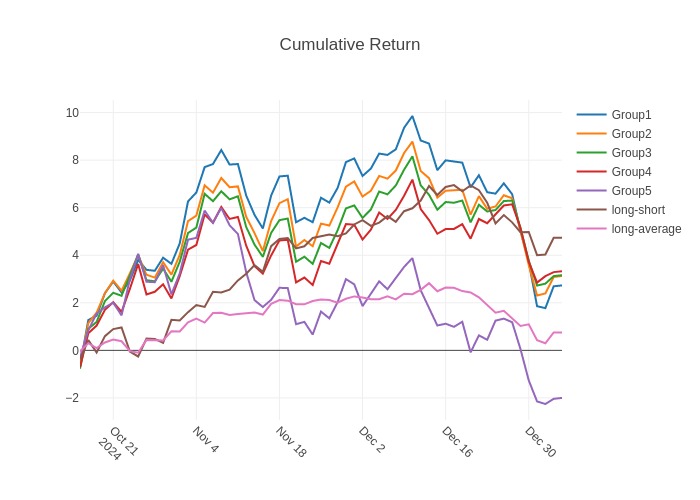 Cumulative Return
10
8
6
4
2
0
−2
Oct 21
2024
Nov 4
Nov 18
Dec 2
Dec 16
Dec 30
Group1
Group2
Group3
Group4
Group5
long-short
long-average